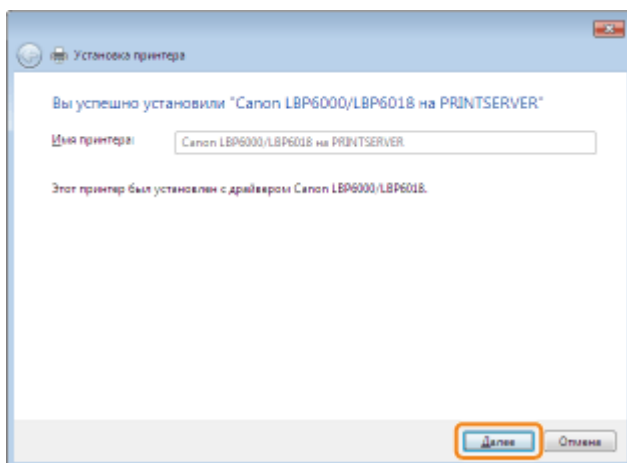 Установка принтера
Вы успешно установили "Canon LBP6000/LBP6018 на PRINTSERVER"
Имя принтера: Canon LBP6000/LBP6018 на PRINTSERVER
Этот принтер был установлен с драйвером Canon LBP6000/LBP6018.
Далее Отмена